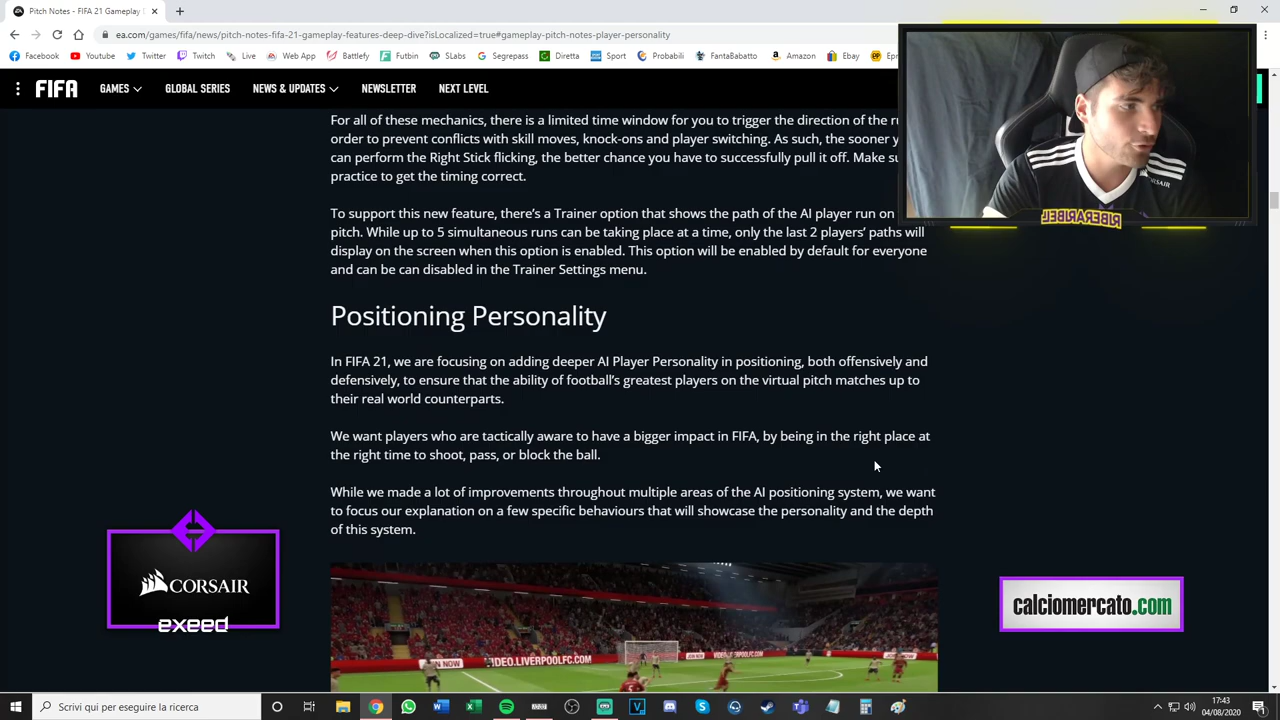 Pitch Notes - FIFA 21 Gameplay
ea.com/games/fifa/news/pitch-notes-fifa-21-gameplay-features-deep-dive?isLocalized=true#gameplay-pitch-notes-player-personality
Facebook YouTube Twitter Twitch Live Web App Battlefy Futbin SLabs Segrepass Diretta Sport Probabili FantaBabatto Amazon Ebay
FIFA GAMES GLOBAL SERIES NEWS & UPDATES NEWSLETTER NEXT LEVEL
For all of these mechanics, there is a limited time window for you to trigger the direction of the
order to prevent conflicts with skill moves, knock-ons and player switching. As such, the sooner
can perform the Right Stick flicking, the better chance you have to successfully pull it off. Make
practice to get the timing correct.
To support this new feature, there's a Trainer option that shows the path of the AI player run on
pitch. While up to 5 simultaneous runs can be taking place at a time, only the last 2 players' paths will
display on the screen when this option is enabled. This option will be enabled by default for everyone
and can be can disabled in the Trainer Settings menu.
Positioning Personality
In FIFA 21, we are focusing on adding deeper AI Player Personality in positioning, both offensively and
defensively, to ensure that the ability of football's greatest players on the virtual pitch matches up to
their real world counterparts.
We want players who are tactically aware to have a bigger impact in FIFA, by being in the right place at
the right time to shoot, pass, or block the ball.
While we made a lot of improvements throughout multiple areas of the AI positioning system, we want
to focus our explanation on a few specific behaviours that will showcase the personality and the depth
of this system.
CORSAIR
RIBERARIBEL
CORSAIR
exeed
calciomercato.com
JOIN NOW VIDEO.LIVERPOOLFC.COM
Scrivi qui per eseguire la ricerca
17:43
04/08/2020